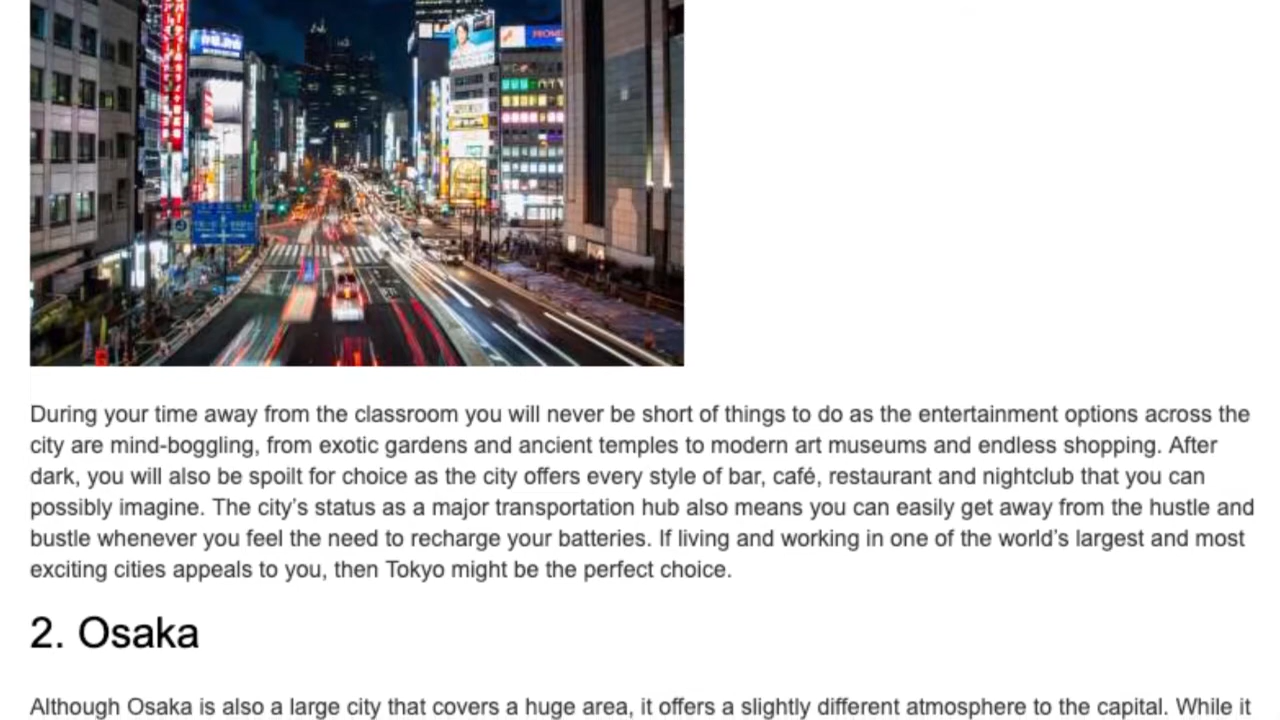 During your time away from the classroom you will never be short of things to do as the entertainment options across the
city are mind-boggling, from exotic gardens and ancient temples to modern art museums and endless shopping. After
dark, you will also be spoilt for choice as the city offers every style of bar, café, restaurant and nightclub that you can
possibly imagine. The city’s status as a major transportation hub also means you can easily get away from the hustle and
bustle whenever you feel the need to recharge your batteries. If living and working in one of the world’s largest and most
exciting cities appeals to you, then Tokyo might be the perfect choice.
2. Osaka
Although Osaka is also a large city that covers a huge area, it offers a slightly different atmosphere to the capital. While it